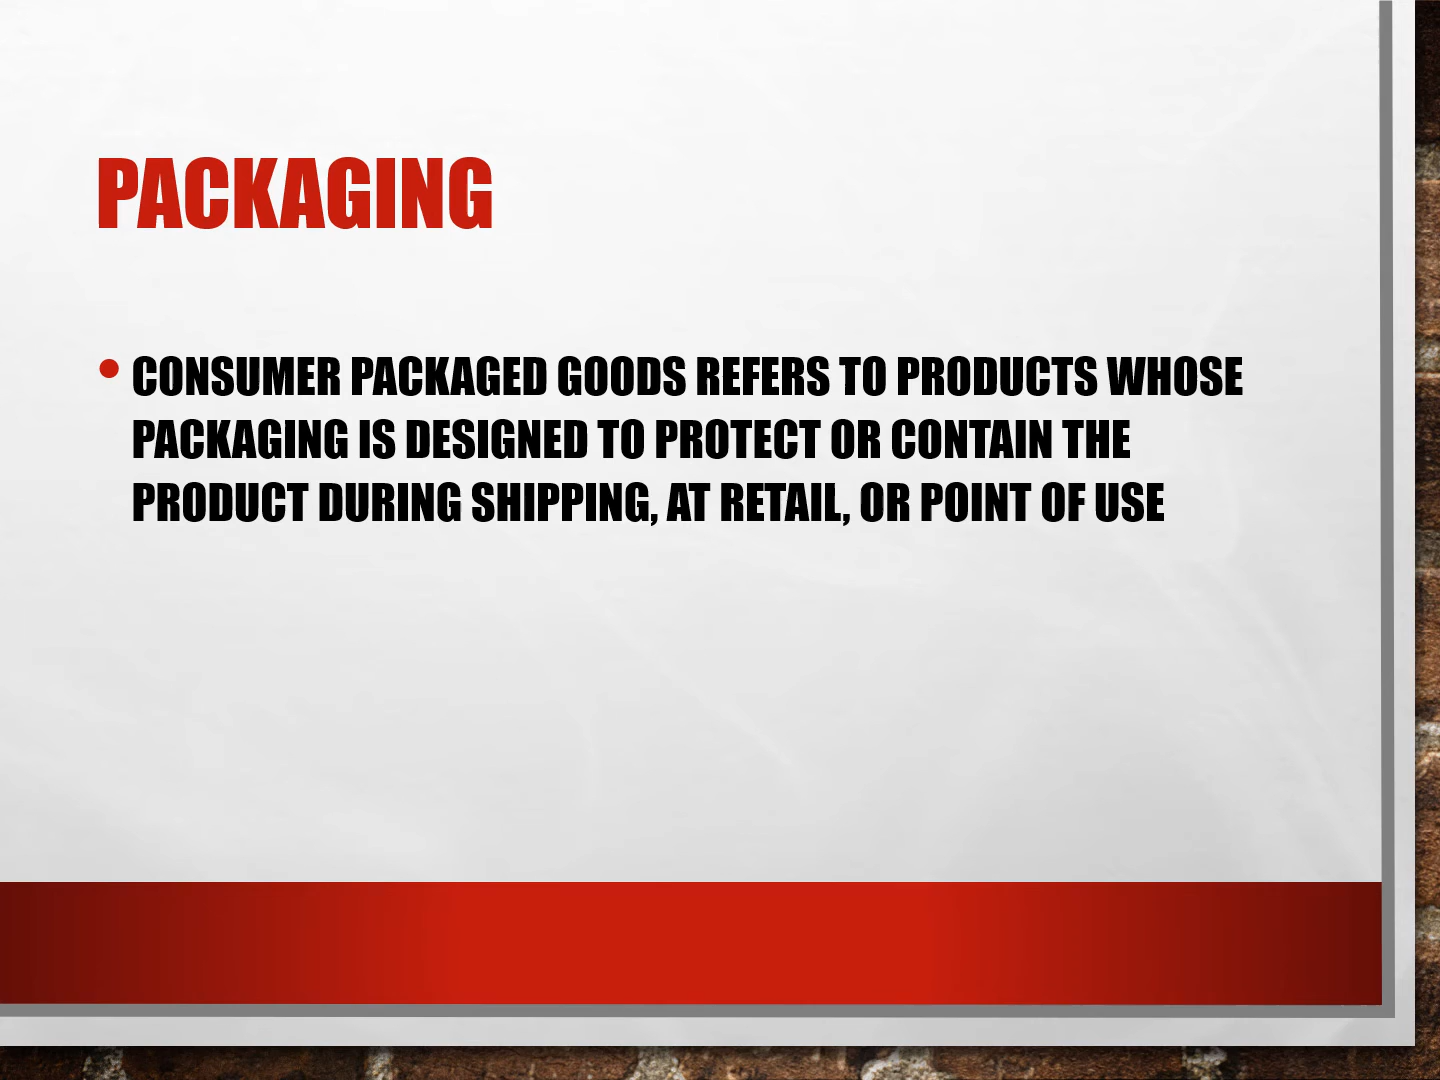 PACKAGING
• CONSUMER PACKAGED GOODS REFERS TO PRODUCTS WHOSE
PACKAGING IS DESIGNED TO PROTECT OR CONTAIN THE
PRODUCT DURING SHIPPING, AT RETAIL, OR POINT OF USE